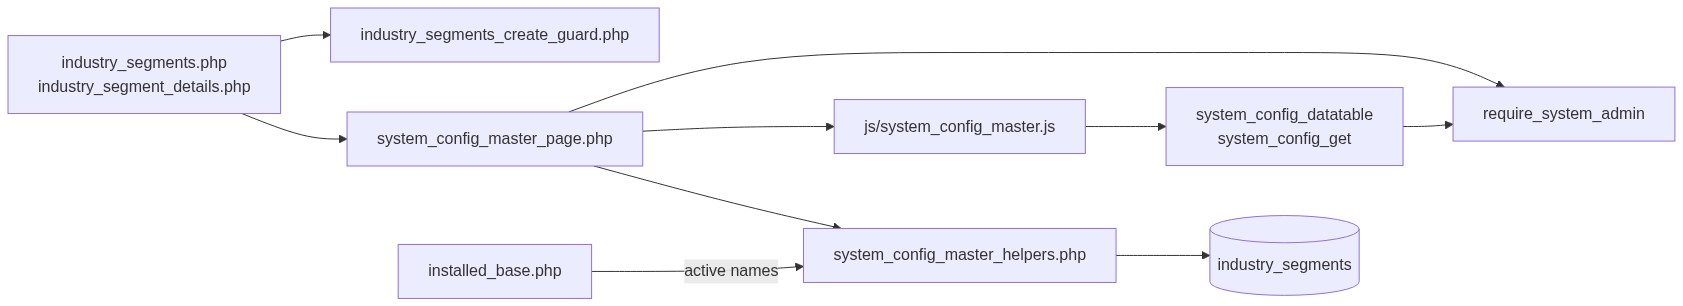 industry_segments.php
industry_segment_details.php
industry_segments_create_guard.php
system_config_master_page.php
js/system_config_master.js
system_config_datatable
system_config_get
require_system_admin
installed_base.php
active names
system_config_master_helpers.php
industry_segments